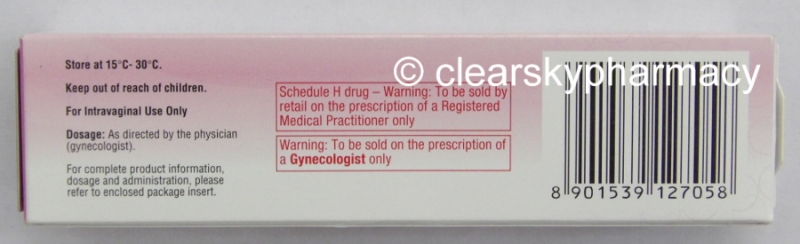 © clearskypharmacy
Store at 15°C- 30°C.
Keep out of reach of children.
For Intravaginal Use Only
Dosage: As directed by the physician
(gynecologist).
For complete product information,
dosage and administration, please
refer to enclosed package insert.
Schedule H drug – Warning: To be sold by
retail on the prescription of a Registered
Medical Practitioner only
Warning: To be sold on the prescription of
a Gynecologist only
8 901539 127058